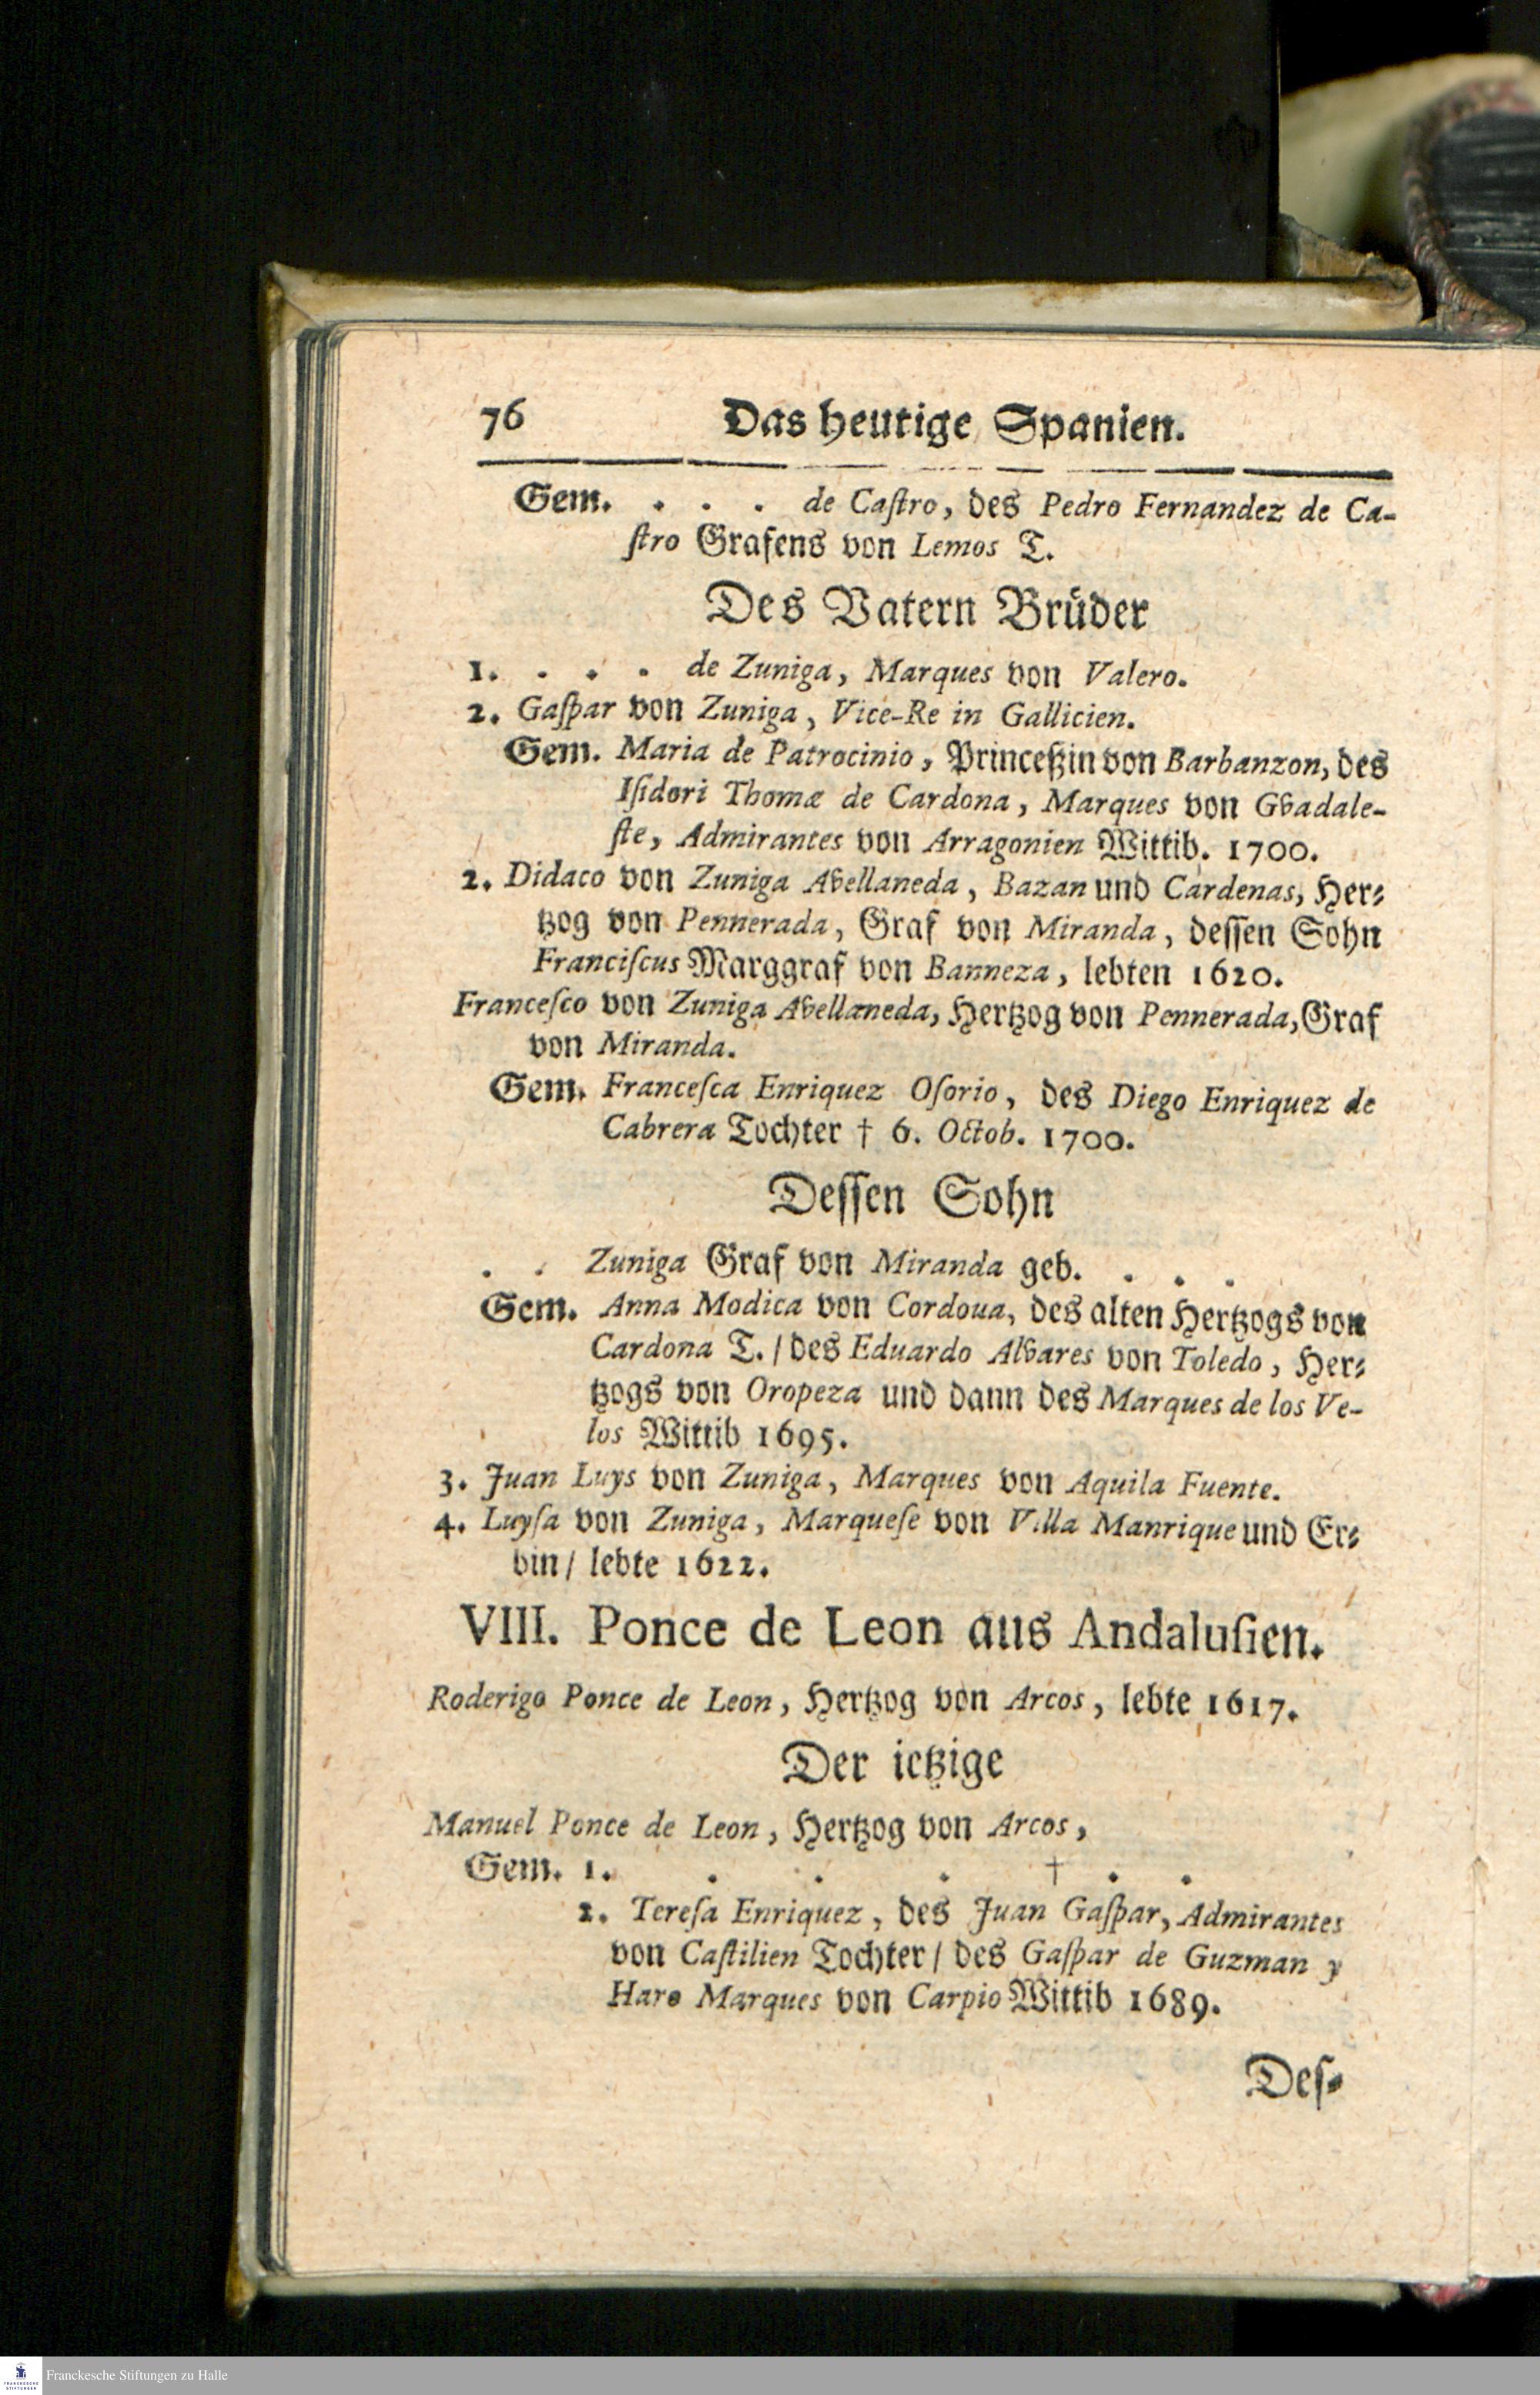 76 Das heutige Spanien.
Gem. . . . de Caſtro, des Pedro Fernandez de Ca-
ſtro Grafens von Lemos T.
Des Vatern Brüder
1. . . . de Zuniga, Marques von Valero.
2. Gaſpar von Zuniga, Vice-Re in Gallicien.
Gem. Maria de Patrocinio, Princeßin von Barbanzon, des
Iſidori Thomæ de Cardona, Marques von Gvadale-
ſte, Admirantes von Arragonien Wittib. 1700.
2. Didaco von Zuniga Avellaneda, Bazan und Cardenas, Her⸗
tzog von Pennerada, Graf von Miranda, deſſen Sohn
Franciſcus Marggraf von Banneza, lebten 1620.
Franceſco von Zuniga Avellaneda, Hertzog von Pennerada, Graf
von Miranda.
Gem. Franceſca Enriquez Oſorio, des Diego Enriquez de
Cabrera Tochter † 6. Octob. 1700.
Deſſen Sohn
. . Zuniga Graf von Miranda geb. . . .
Gem. Anna Modica von Cordoua, des alten Hertzogs von
Cardona T. / des Eduardo Alvares von Toledo, Her⸗
tzogs von Oropeza und dann des Marques de los Ve-
los Wittib 1695.
3. Juan Luys von Zuniga, Marques von Aquila Fuente.
4. Luyſa von Zuniga, Marqueſe von Villa Manrique und Er⸗
bin / lebte 1622.
VIII. Ponce de Leon aus Andaluſien.
Roderigo Ponce de Leon, Hertzog von Arcos, lebte 1617.
Der ietzige
Manuel Ponce de Leon, Hertzog von Arcos,
Gem. 1. . . . † . .
2. Tereſa Enriquez, des Juan Gaſpar, Admirantes
von Caſtilien Tochter / des Gaſpar de Guzman y
Haro Marques von Carpio Wittib 1689.
Deſ⸗
Franckesche Stiftungen zu Halle
FRANCKESCHE STIFTUNGEN